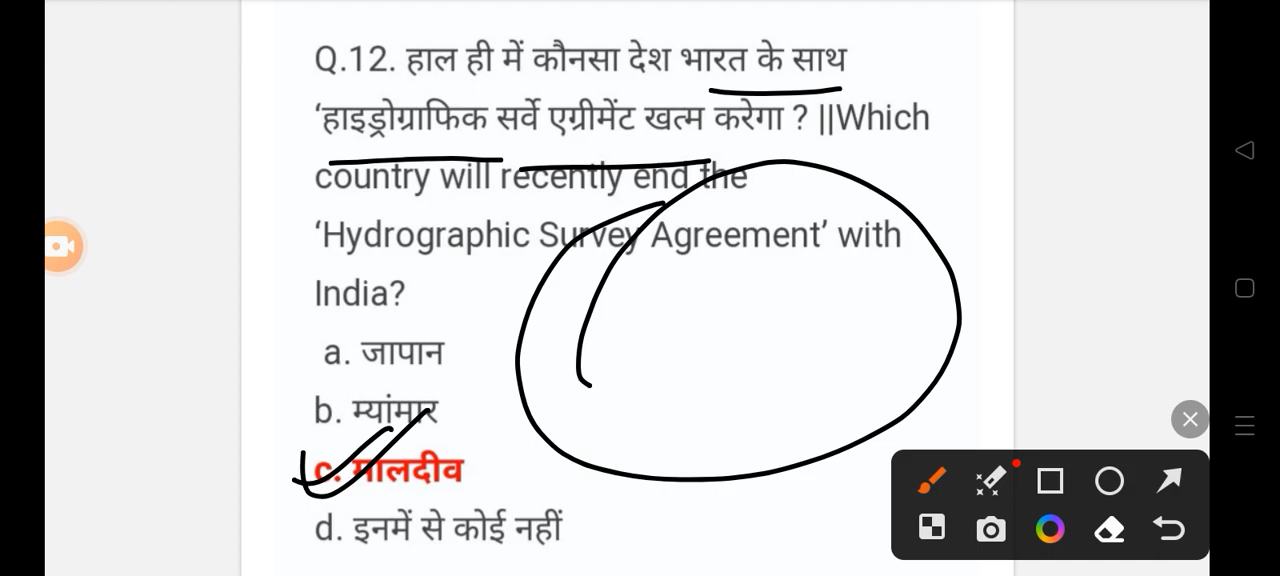 Q.12. हाल ही में कौनसा देश भारत के साथ
‘हाइड्रोग्राफिक सर्वे एग्रीमेंट खत्म करेगा ? ||Which
country will recently end the
‘Hydrographic Survey Agreement’ with
India?
a. जापान
b. म्यांमार
c. मालदीव
d. इनमें से कोई नहीं